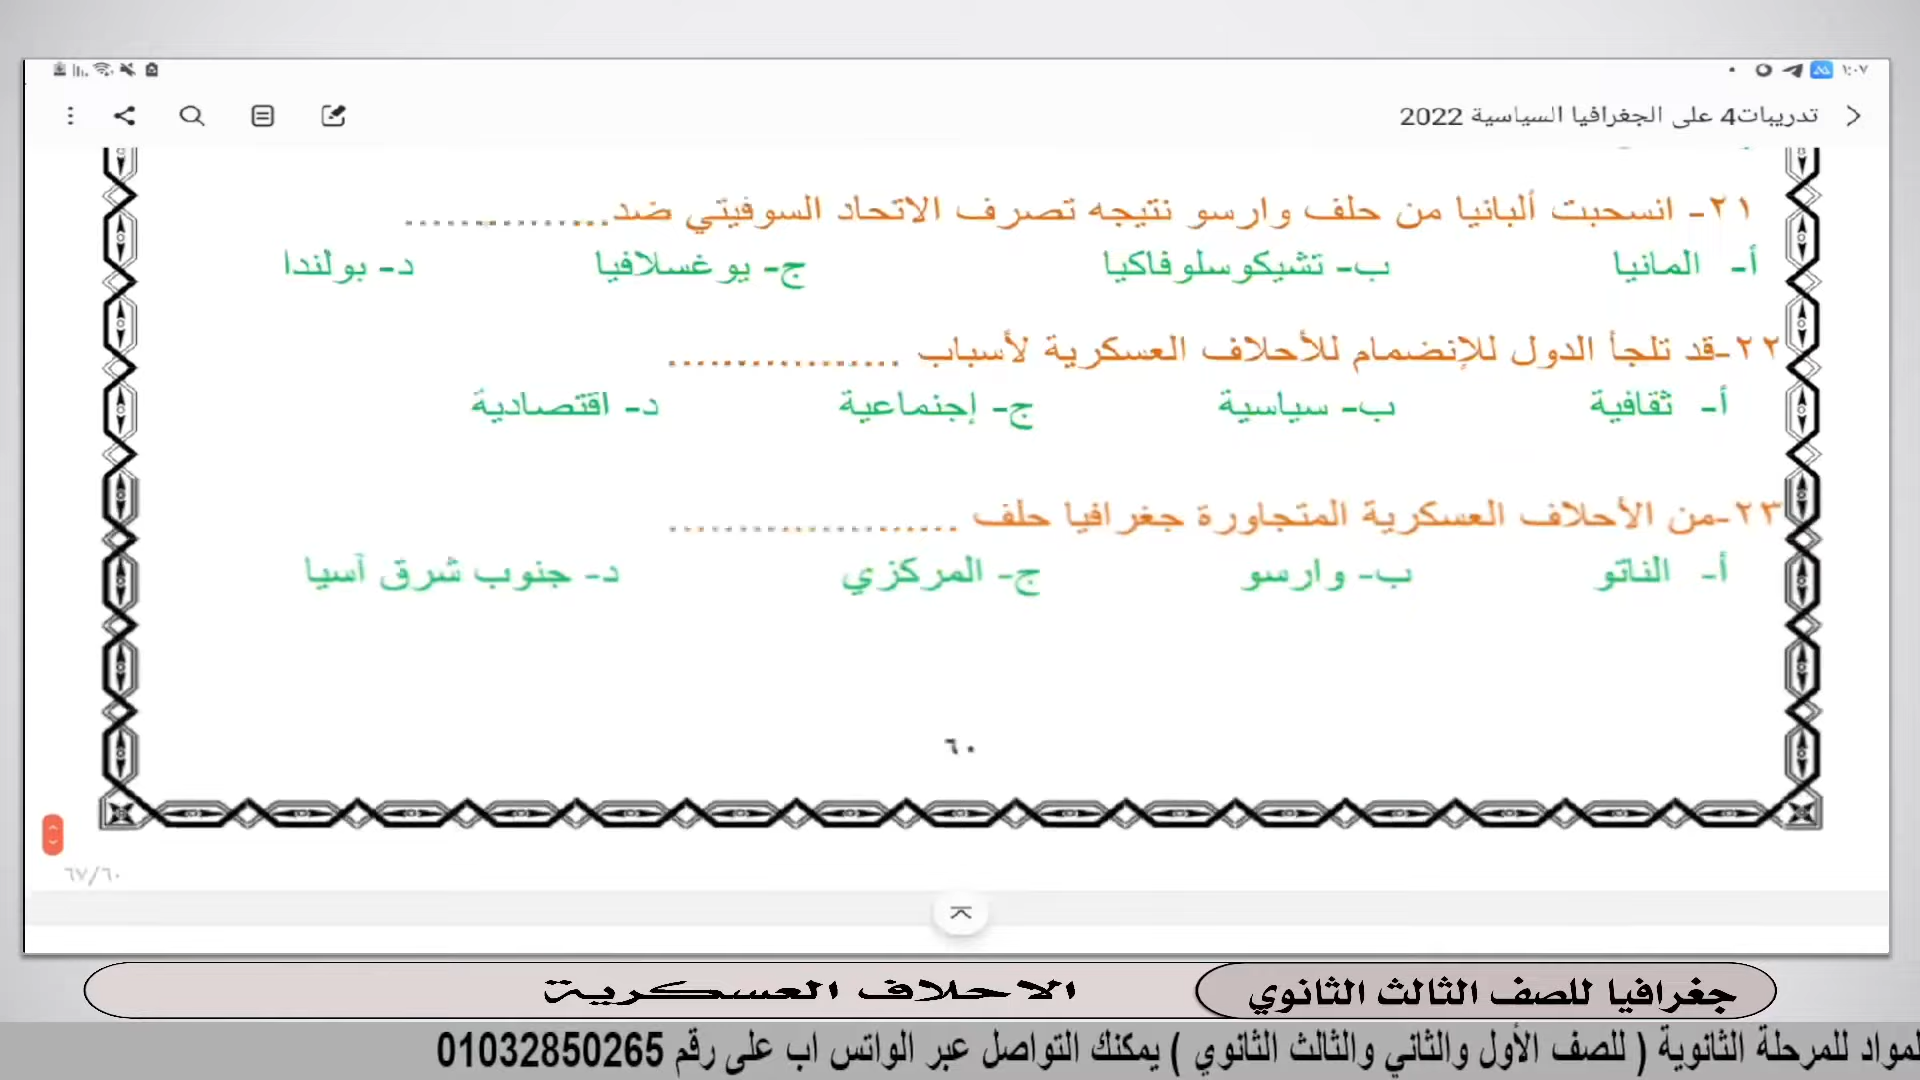 ١:٠٧
تدريبات4 على الجغرافيا السياسية 2022
٢١- انسحبت ألبانيا من حلف وارسو نتيجه تصرف الاتحاد السوفيتي ضد...............
أ- المانيا ب- تشيكوسلوفاكيا ج- يوغسلافيا د- بولندا
٢٢-قد تلجأ الدول للإنضمام للأحلاف العسكرية لأسباب .................
أ- ثقافية ب- سياسية ج- إجنماعية د- اقتصادية
٢٣-من الأحلاف العسكرية المتجاورة جغرافيا حلف .....................
أ- الناتو ب- وارسو ج- المركزي د- جنوب شرق آسيا
٦٠
٦٧/٦٠
جغرافيا للصف الثالث الثانوي
الاحلاف العسكرية
لمواد للمرحلة الثانوية ( للصف الأول والثاني والثالث الثانوي ) يمكنك التواصل عبر الواتس اب على رقم 01032850265